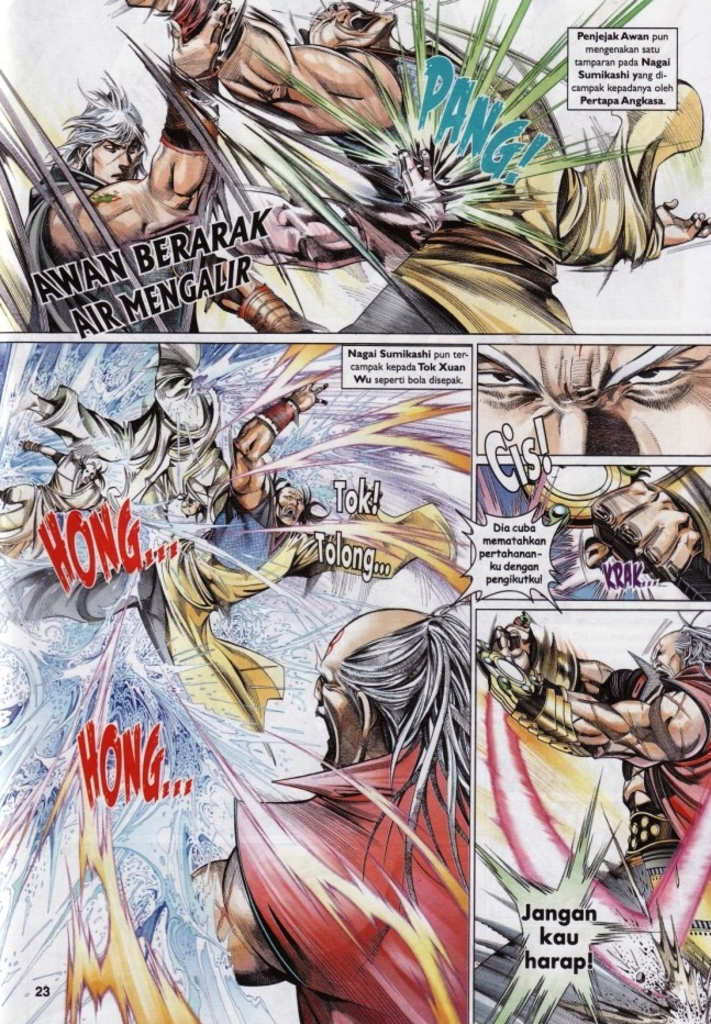 Penjejak Awan pun
mengenakan satu
tamparan pada Nagai
Sumikashi yang di-
campak kepadanya oleh
Pertapa Angkasa.
PANG!
AWAN BERARAK
AIR MENGALIR
Nagai Sumikashi pun ter-
campak kepada Tok Xuan
Wu seperti bola disepak.
HONG...
Tok!
Tolong...
HONG...
Cis!
Dia cuba
mematahkan
pertahanan-
ku dengan
pengikutku!
KRAK...
Jangan
kau
harap!
23